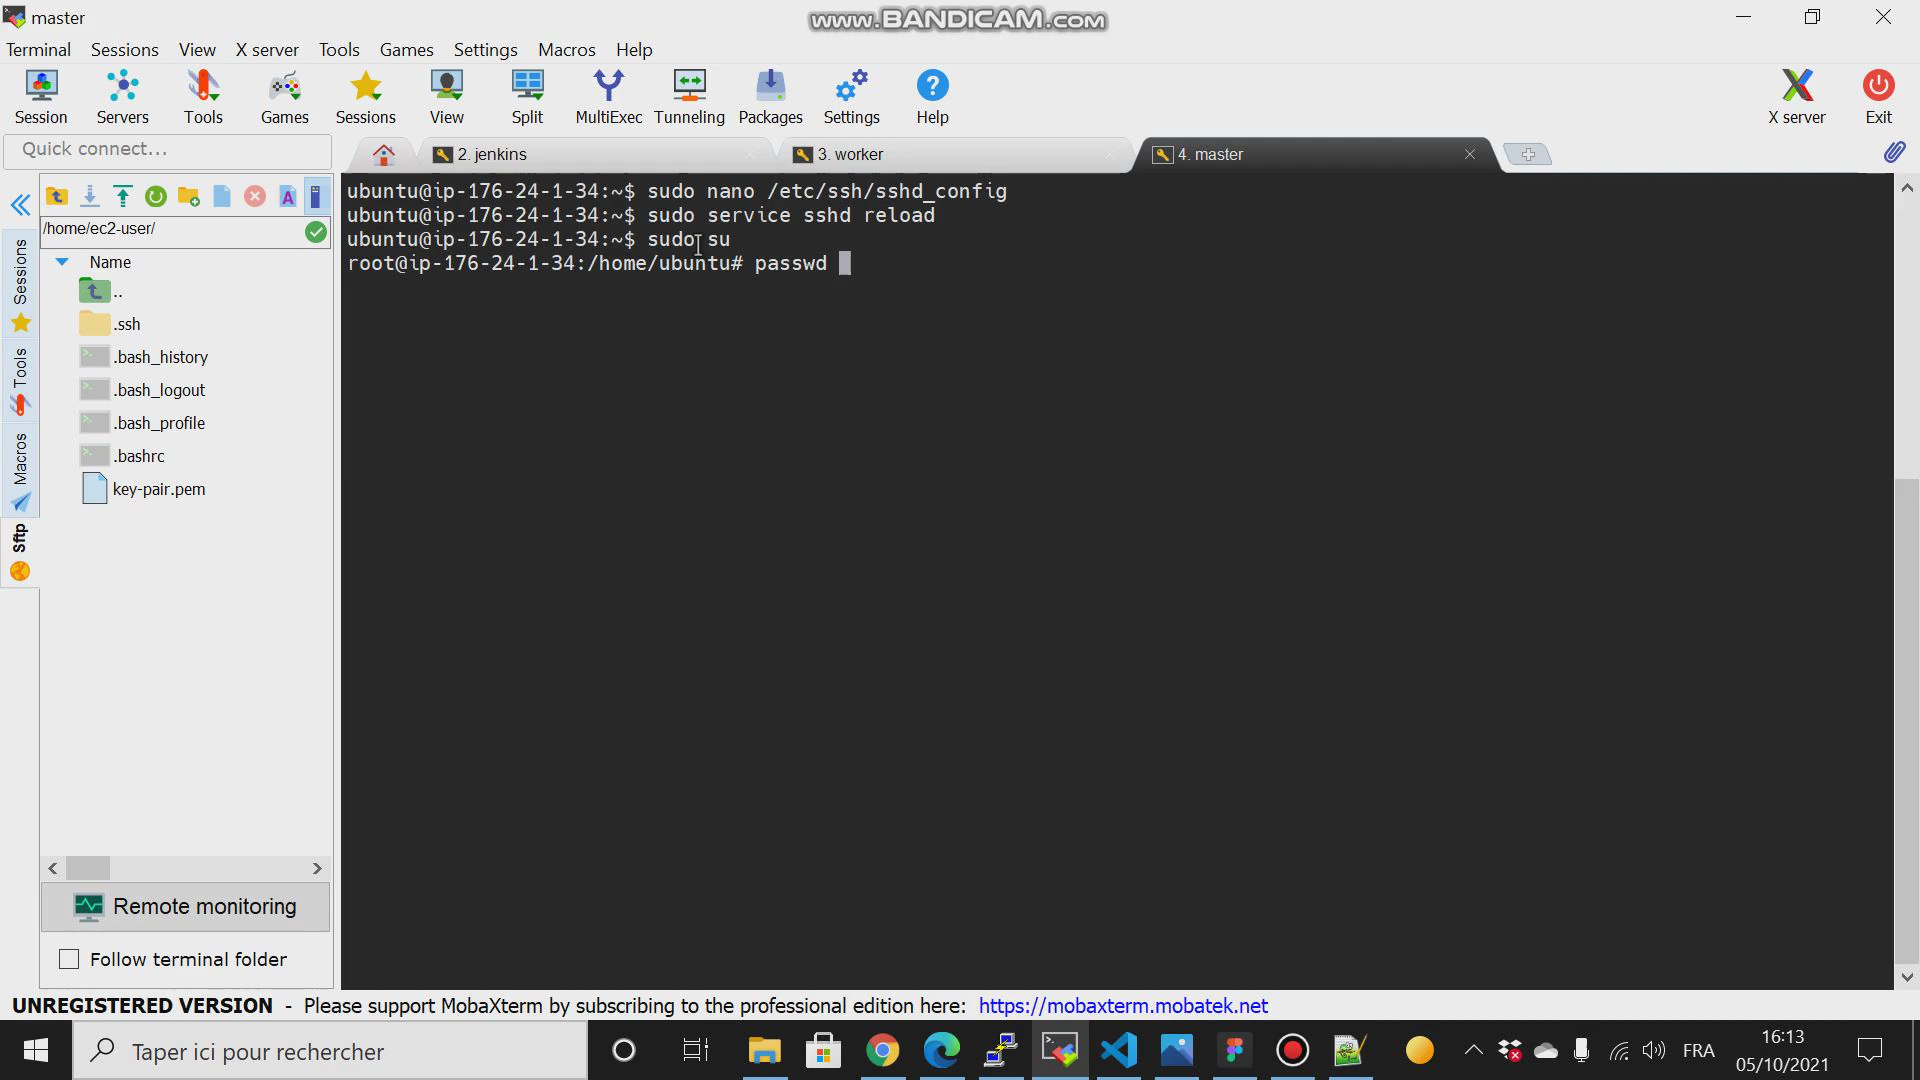 master
www.BANDICAM.com
Terminal Sessions View X server Tools Games Settings Macros Help
Session Servers Tools Games Sessions View Split MultiExec Tunneling Packages Settings Help X server Exit
Quick connect...
2. jenkins
3. worker
4. master
/home/ec2-user/
Name
..
.ssh
.bash_history
.bash_logout
.bash_profile
.bashrc
key-pair.pem
Sessions
Tools
Macros
Sftp
ubuntu@ip-176-24-1-34:~$ sudo nano /etc/ssh/sshd_config
ubuntu@ip-176-24-1-34:~$ sudo service sshd reload
ubuntu@ip-176-24-1-34:~$ sudo su
root@ip-176-24-1-34:/home/ubuntu# passwd
Remote monitoring
Follow terminal folder
UNREGISTERED VERSION - Please support MobaXterm by subscribing to the professional edition here: https://mobaxterm.mobatek.net
Taper ici pour rechercher
FRA
16:13
05/10/2021